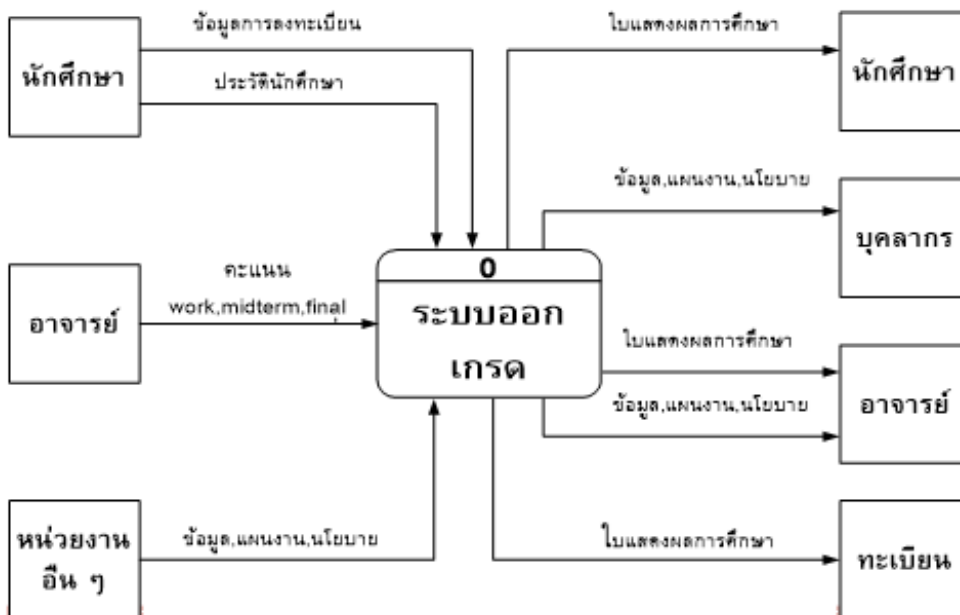 ข้อมูลการลงทะเบียน
ใบแสดงผลการศึกษา
นักศึกษา
นักศึกษา
ประวัตินักศึกษา
ข้อมูล,แผนงาน,นโยบาย
บุคลากร
0
คะแนน
work,midterm,final
อาจารย์
ระบบออก
เกรด
ใบแสดงผลการศึกษา
ข้อมูล,แผนงาน,นโยบาย
อาจารย์
หน่วยงาน
อื่น ๆ
ข้อมูล,แผนงาน,นโยบาย
ใบแสดงผลการศึกษา
ทะเบียน